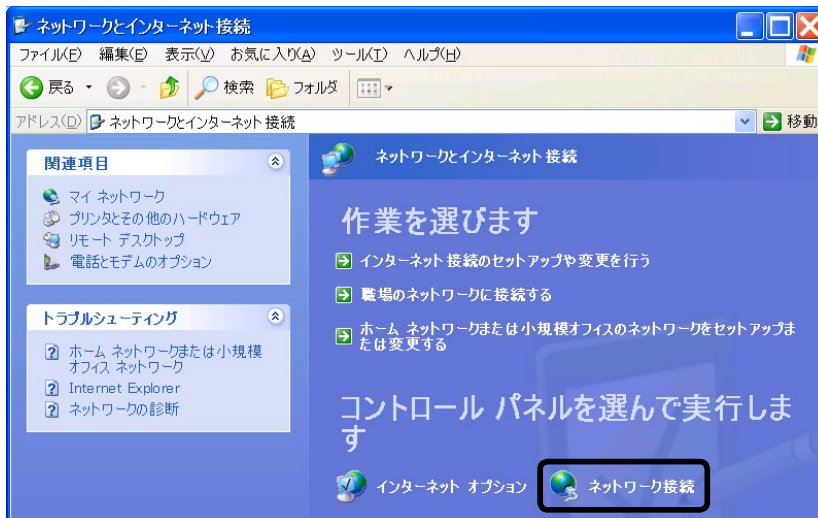 ネットワークとインターネット接続
ファイル(F) 編集(E) 表示(V) お気に入り(A) ツール(T) ヘルプ(H)
戻る 検索 フォルダ
アドレス(D) ネットワークとインターネット接続 移動
関連項目
マイ ネットワーク
プリンタとその他のハードウェア
リモート デスクトップ
電話とモデムのオプション
トラブルシューティング
ホーム ネットワークまたは小規模
オフィス ネットワーク
Internet Explorer
ネットワークの診断
ネットワークとインターネット接続
作業を選びます
インターネット接続のセットアップや変更を行う
職場のネットワークに接続する
ホーム ネットワークまたは小規模オフィスのネットワークをセットアップま
たは変更する
コントロール パネルを選んで実行しま
す
インターネット オプション ネットワーク接続